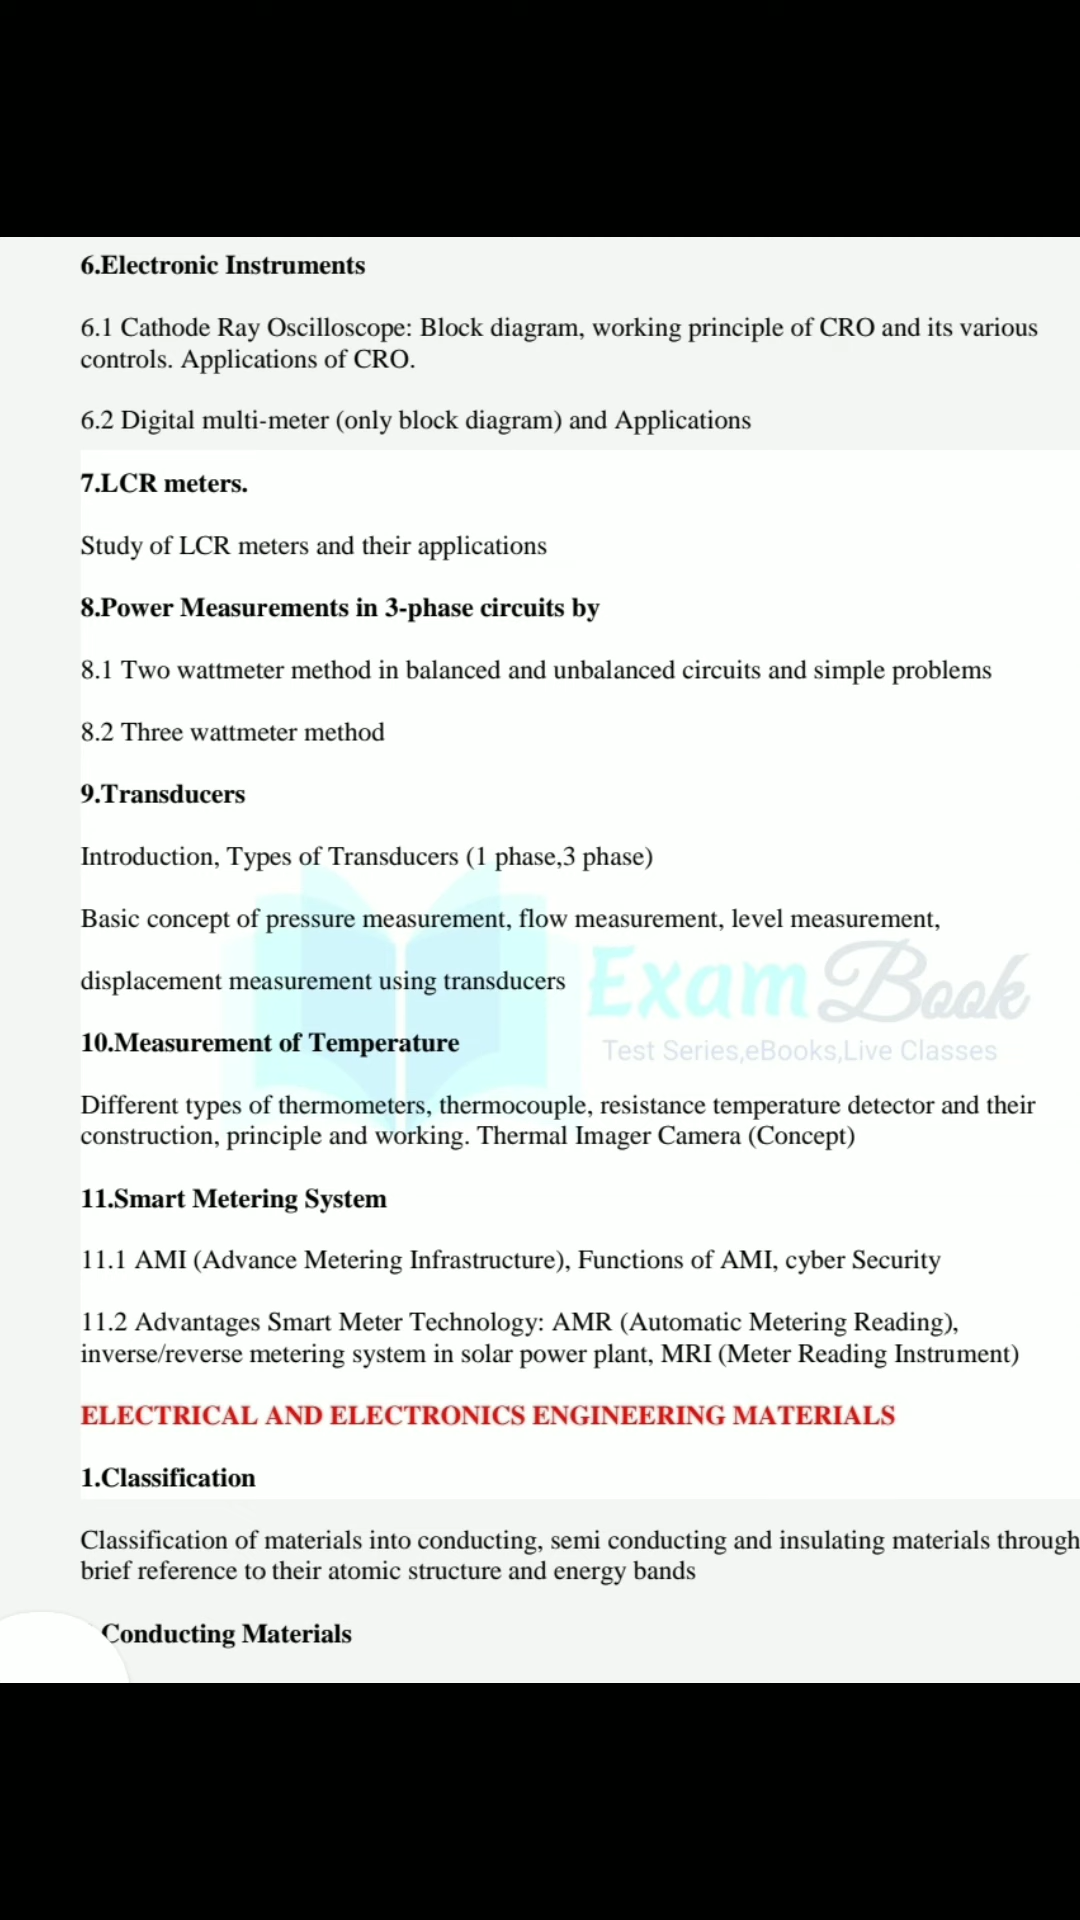 6.Electronic Instruments
6.1 Cathode Ray Oscilloscope: Block diagram, working principle of CRO and its various
controls. Applications of CRO.
6.2 Digital multi-meter (only block diagram) and Applications
7.LCR meters.
Study of LCR meters and their applications
8.Power Measurements in 3-phase circuits by
8.1 Two wattmeter method in balanced and unbalanced circuits and simple problems
8.2 Three wattmeter method
9.Transducers
Introduction, Types of Transducers (1 phase,3 phase)
Basic concept of pressure measurement, flow measurement, level measurement,
displacement measurement using transducers
Exam Book
10.Measurement of Temperature
Test Series,eBooks,Live Classes
Different types of thermometers, thermocouple, resistance temperature detector and their
construction, principle and working. Thermal Imager Camera (Concept)
11.Smart Metering System
11.1 AMI (Advance Metering Infrastructure), Functions of AMI, cyber Security
11.2 Advantages Smart Meter Technology: AMR (Automatic Metering Reading),
inverse/reverse metering system in solar power plant, MRI (Meter Reading Instrument)
ELECTRICAL AND ELECTRONICS ENGINEERING MATERIALS
1.Classification
Classification of materials into conducting, semi conducting and insulating materials through
brief reference to their atomic structure and energy bands
Conducting Materials